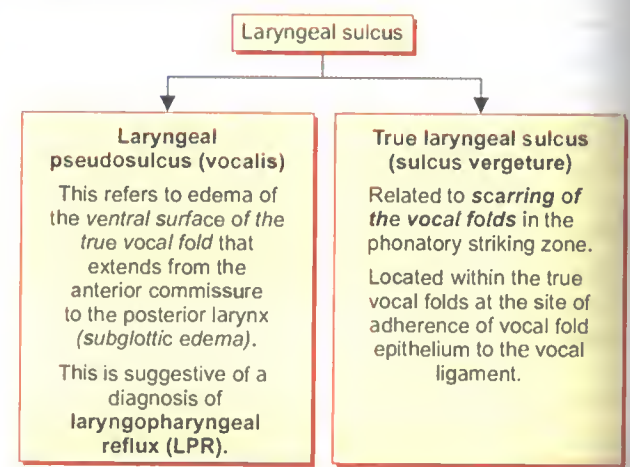 Laryngeal sulcus
Laryngeal
pseudosulcus (vocalis)
This refers to edema of
the ventral surface of the
true vocal fold that
extends from the
anterior commissure
to the posterior larynx
(subglottic edema).
This is suggestive of a
diagnosis of
laryngopharyngeal
reflux (LPR).
True laryngeal sulcus
(sulcus vergeture)
Related to scarring of
the vocal folds in the
phonatory striking zone.
Located within the true
vocal folds at the site of
adherence of vocal fold
epithelium to the vocal
ligament.